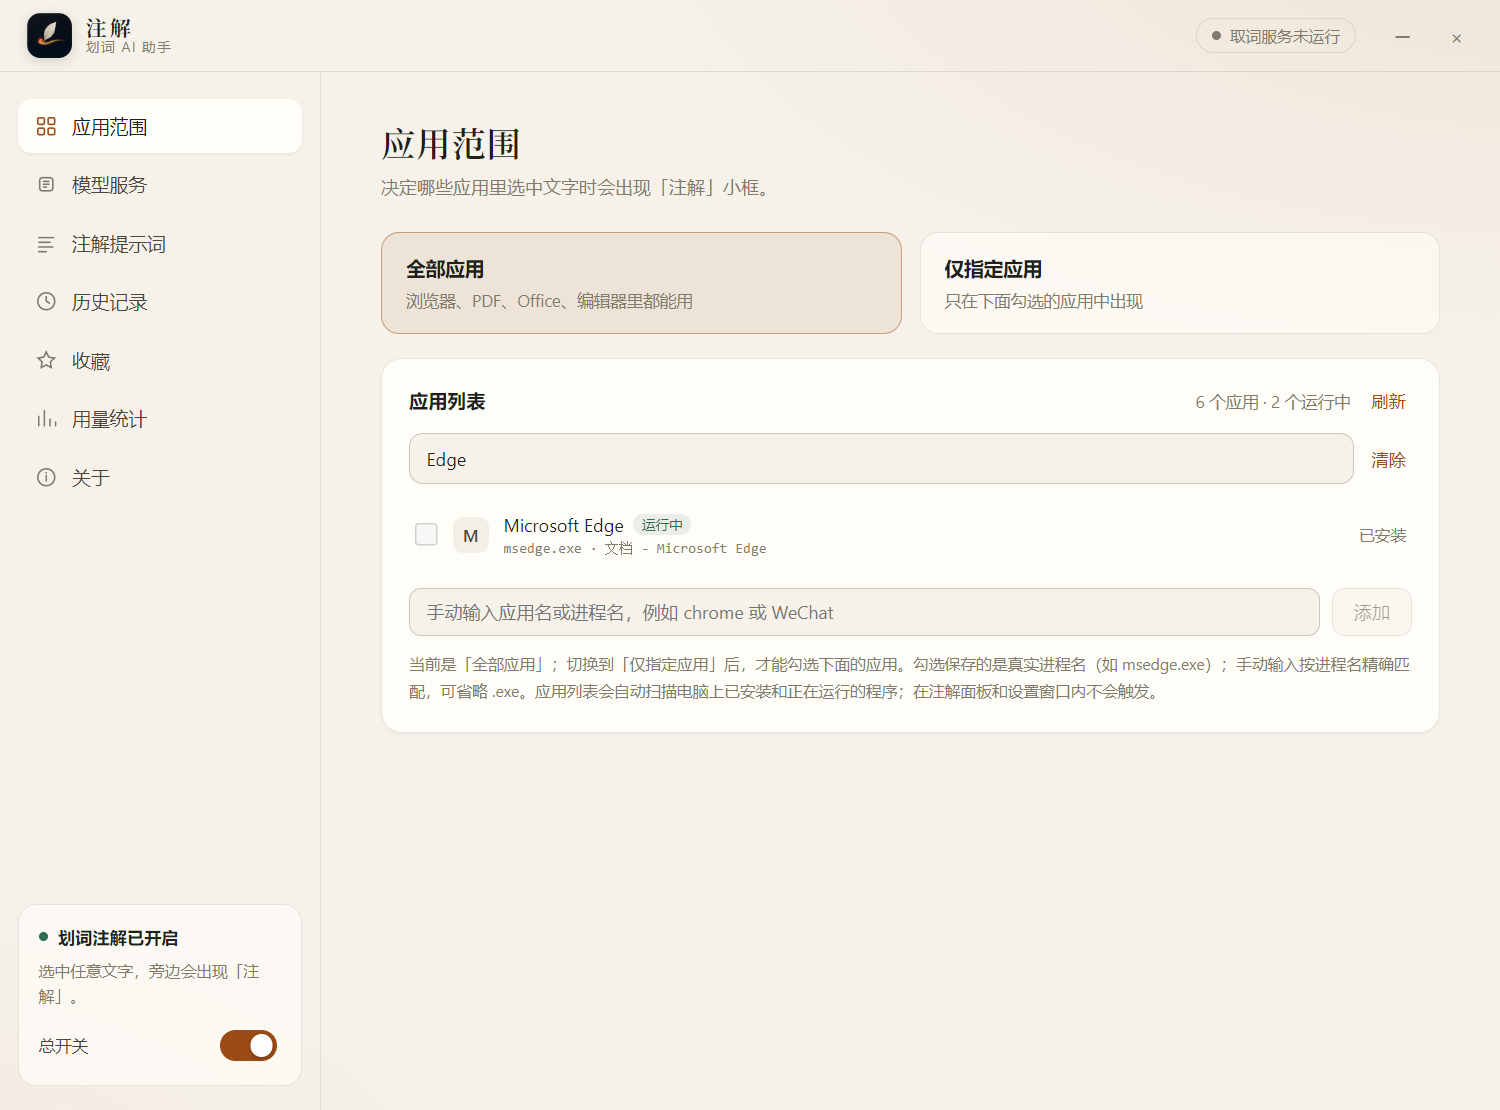 注解
划词 AI 助手
取词服务未运行
应用范围
模型服务
注解提示词
历史记录
收藏
用量统计
关于
划词注解已开启
选中任意文字，旁边会出现「注
解」。
总开关
应用范围
决定哪些应用里选中文字时会出现「注解」小框。
全部应用
浏览器、PDF、Office、编辑器里都能用
仅指定应用
只在下面勾选的应用中出现
应用列表
6 个应用 · 2 个运行中
刷新
Edge
清除
M
Microsoft Edge
运行中
msedge.exe · 文档 - Microsoft Edge
已安装
手动输入应用名或进程名，例如 chrome 或 WeChat
添加
当前是「全部应用」；切换到「仅指定应用」后，才能勾选下面的应用。勾选保存的是真实进程名（如 msedge.exe）；手动输入按进程名精确匹
配，可省略 .exe。应用列表会自动扫描电脑上已安装和正在运行的程序；在注解面板和设置窗口内不会触发。